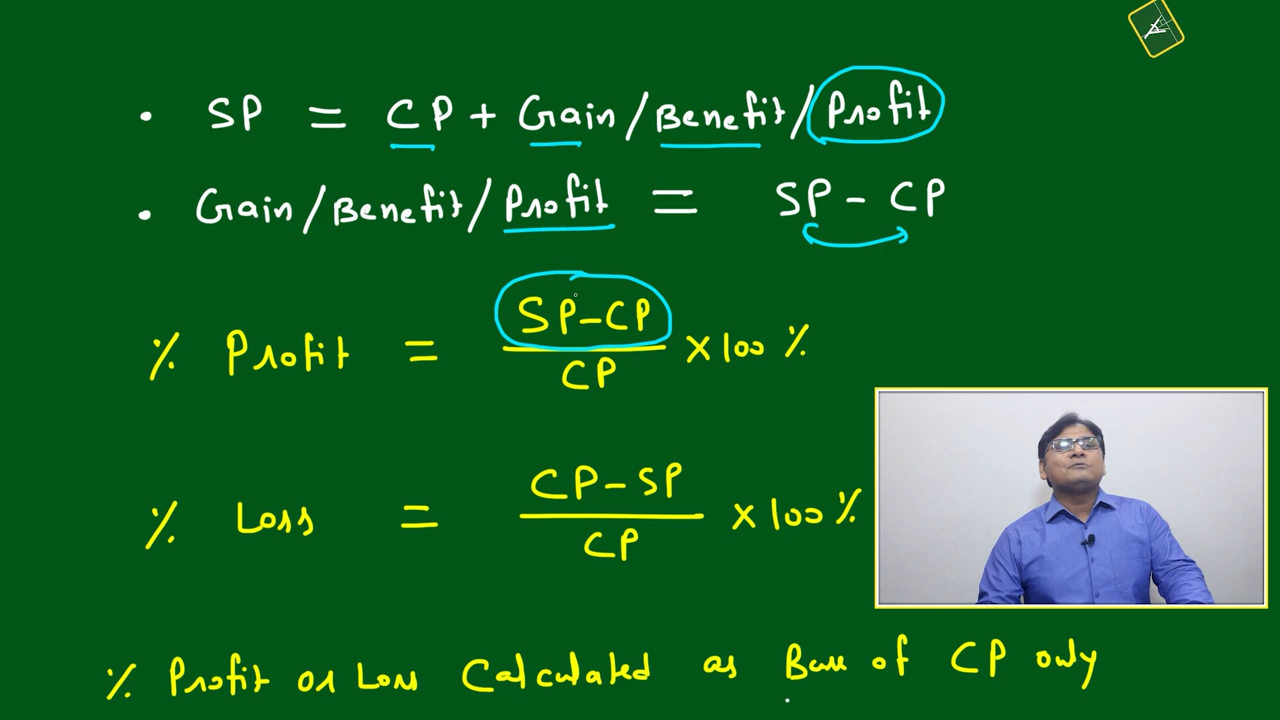 • SP = CP + Gain/Benefit/Profit
• Gain/Benefit/Profit = SP - CP
% Profit = SP-CP / CP × 100 %
% Loss = CP-SP / CP × 100 %
% Profit or Loss Calculated as Base of CP only